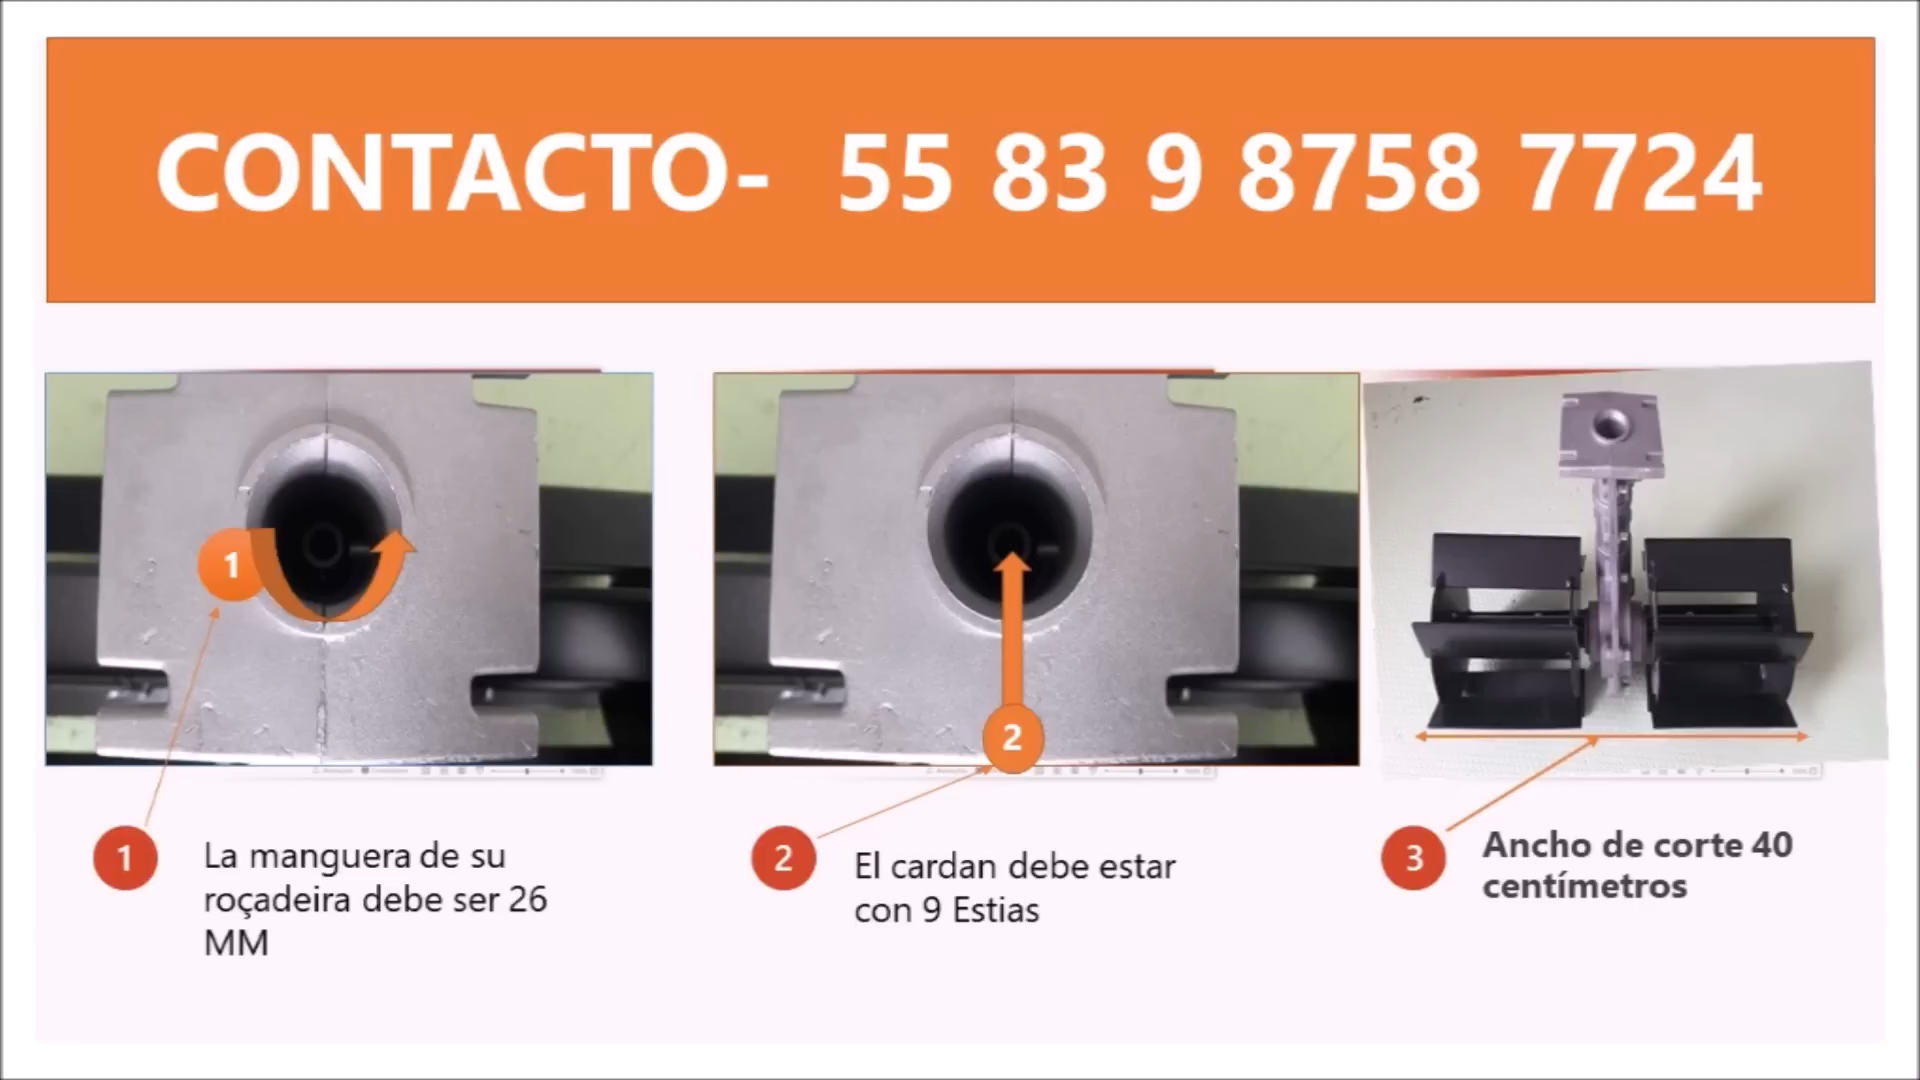 CONTACTO- 55 83 9 8758 7724
1
2
1
La manguera de su
roçadeira debe ser 26
MM
2
El cardan debe estar
con 9 Estias
3
Ancho de corte 40
centímetros